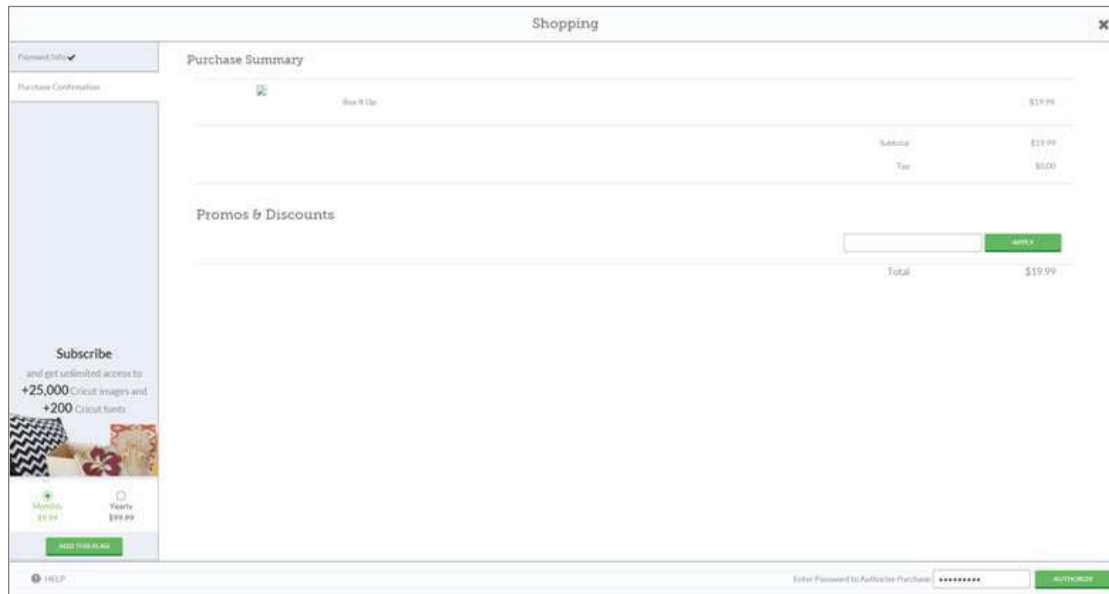 Shopping
Payment Info
Purchase Summary
Purchase Confirmation
Box It Up $19.99
Subtotal $19.99
Tax $0.00
Promos & Discounts
APPLY
Total $19.99
Subscribe
and get unlimited access to
+25,000 Cricut images and
+200 Cricut fonts
Monthly Yearly
$9.99 $99.99
ADD THIS PLAN
HELP Enter Password to Authorize Purchase AUTHORIZE